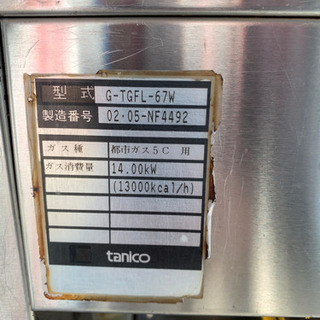 型式 G-TGFL-67W
製造番号 02·05-NF4492
ガス種 都市ガス5C 用
ガス消費量 14.00kW
(13000kcal/h)
tanico